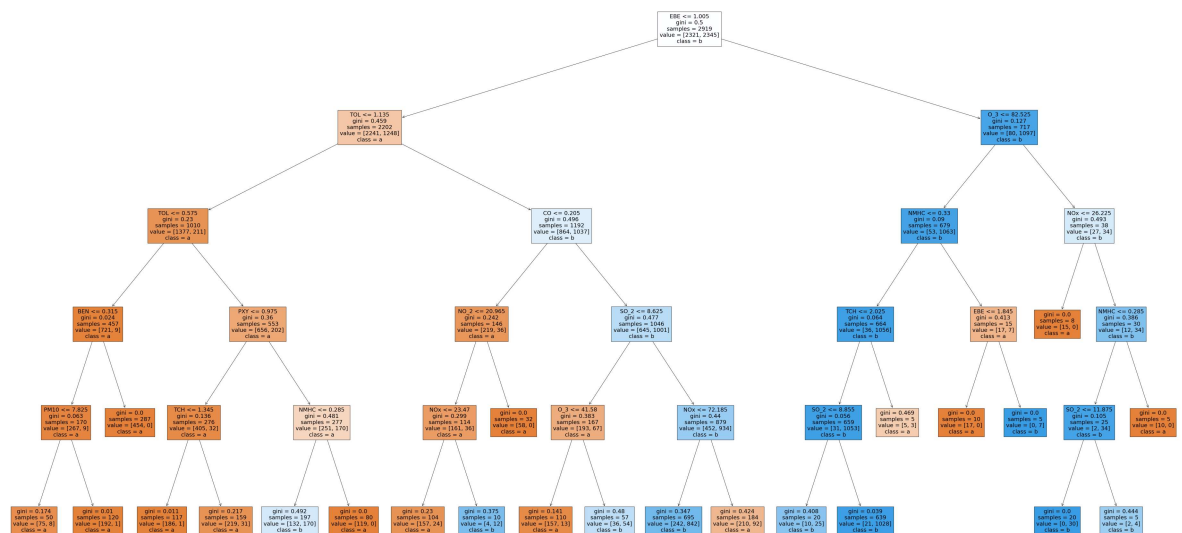 EBE <= 1.005
gini = 0.5
samples = 2919
value = [2321, 2345]
class = b
TOL <= 1.135
gini = 0.459
samples = 2202
value = [2241, 1248]
class = a
O_3 <= 82.525
gini = 0.127
samples = 717
value = [80, 1097]
class = b
TOL <= 0.575
gini = 0.23
samples = 1010
value = [1377, 211]
class = a
CO <= 0.205
gini = 0.496
samples = 1192
value = [864, 1037]
class = b
NMHC <= 0.33
gini = 0.09
samples = 679
value = [53, 1063]
class = b
NOx <= 26.225
gini = 0.493
samples = 38
value = [27, 34]
class = b
BEN <= 0.315
gini = 0.024
samples = 457
value = [721, 9]
class = a
PXY <= 0.975
gini = 0.36
samples = 553
value = [656, 202]
class = a
NO_2 <= 20.965
gini = 0.242
samples = 146
value = [219, 36]
class = a
SO_2 <= 8.625
gini = 0.477
samples = 1046
value = [645, 1001]
class = b
TCH <= 2.025
gini = 0.064
samples = 664
value = [36, 1056]
class = b
EBE <= 1.845
gini = 0.413
samples = 15
value = [17, 7]
class = a
gini = 0.0
samples = 8
value = [15, 0]
class = a
NMHC <= 0.285
gini = 0.386
samples = 30
value = [12, 34]
class = b
PM10 <= 7.825
gini = 0.063
samples = 170
value = [267, 9]
class = a
gini = 0.0
samples = 287
value = [454, 0]
class = a
TCH <= 1.345
gini = 0.136
samples = 276
value = [405, 32]
class = a
NMHC <= 0.285
gini = 0.481
samples = 277
value = [251, 170]
class = a
NOx <= 23.47
gini = 0.299
samples = 114
value = [161, 36]
class = a
gini = 0.0
samples = 32
value = [58, 0]
class = a
O_3 <= 41.58
gini = 0.383
samples = 167
value = [193, 67]
class = a
NOx <= 72.185
gini = 0.44
samples = 879
value = [452, 934]
class = b
SO_2 <= 8.855
gini = 0.056
samples = 659
value = [31, 1053]
class = b
gini = 0.469
samples = 5
value = [5, 3]
class = a
gini = 0.0
samples = 10
value = [17, 0]
class = a
gini = 0.0
samples = 5
value = [0, 7]
class = b
SO_2 <= 11.875
gini = 0.105
samples = 25
value = [2, 34]
class = b
gini = 0.0
samples = 5
value = [10, 0]
class = a
gini = 0.174
samples = 50
value = [75, 8]
class = a
gini = 0.01
samples = 120
value = [192, 1]
class = a
gini = 0.011
samples = 117
value = [186, 1]
class = a
gini = 0.217
samples = 159
value = [219, 31]
class = a
gini = 0.492
samples = 197
value = [132, 170]
class = b
gini = 0.0
samples = 80
value = [119, 0]
class = a
gini = 0.23
samples = 104
value = [157, 24]
class = a
gini = 0.375
samples = 10
value = [4, 12]
class = b
gini = 0.141
samples = 110
value = [157, 13]
class = a
gini = 0.48
samples = 57
value = [36, 54]
class = b
gini = 0.347
samples = 695
value = [242, 842]
class = b
gini = 0.424
samples = 184
value = [210, 92]
class = a
gini = 0.408
samples = 20
value = [10, 25]
class = b
gini = 0.039
samples = 639
value = [21, 1028]
class = b
gini = 0.0
samples = 20
value = [0, 30]
class = b
gini = 0.444
samples = 5
value = [2, 4]
class = b